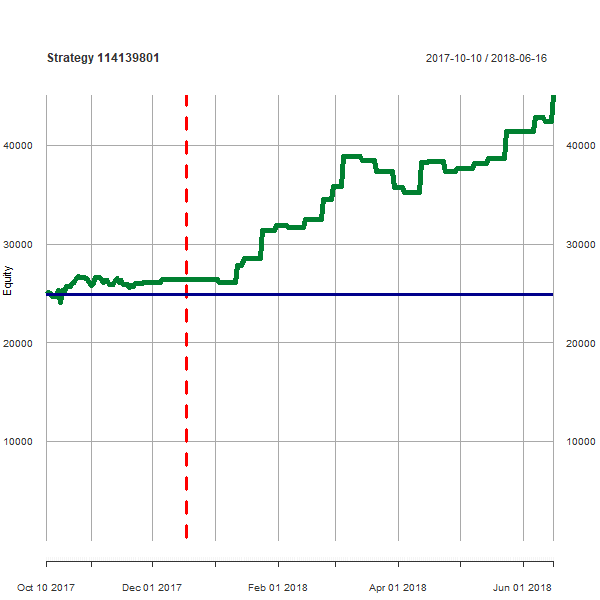 Strategy 114139801
2017-10-10 / 2018-06-16
40000
40000
30000
30000
Equity
20000
20000
10000
10000
Oct 10 2017
Dec 01 2017
Feb 01 2018
Apr 01 2018
Jun 01 2018